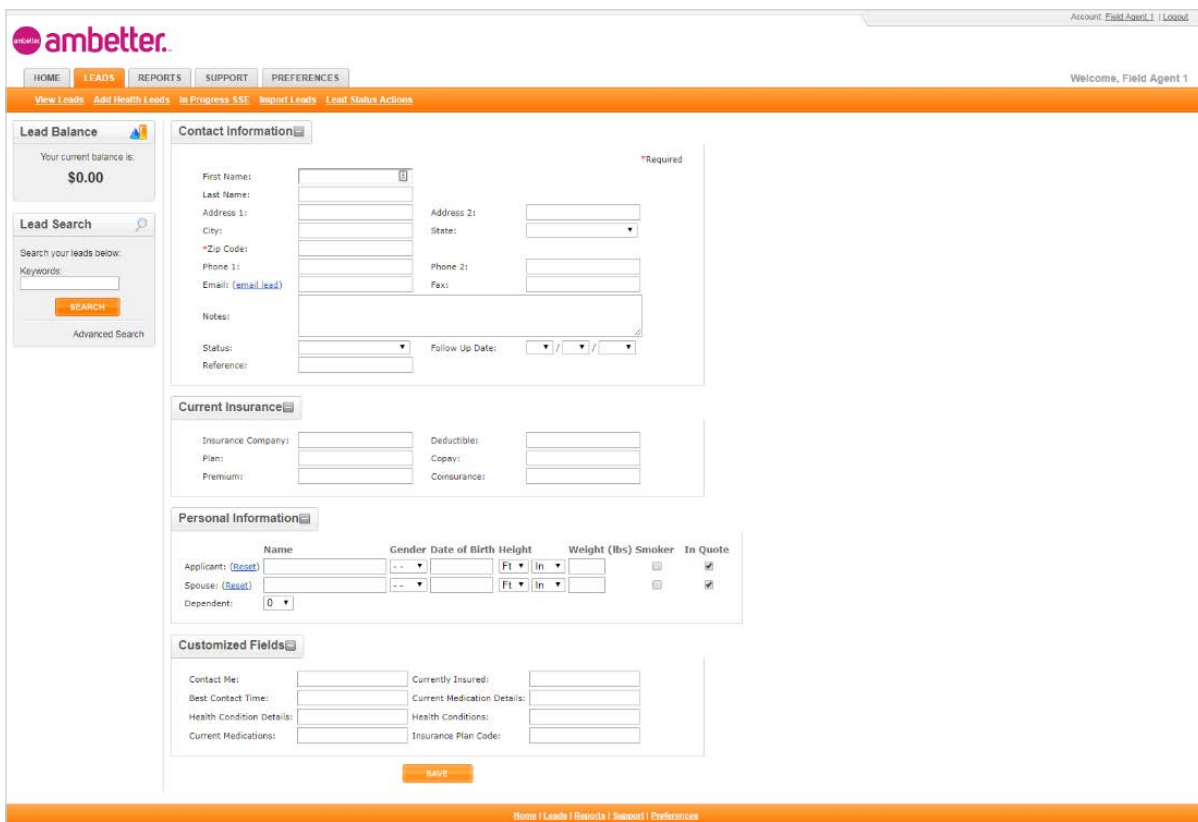 Account: Field Agent 1 | Logout
ambetter ambetter.
HOME LEADS REPORTS SUPPORT PREFERENCES
Welcome, Field Agent 1
View Leads Add Health Leads In Progress SSE Import Leads Lead Status Actions
Lead Balance
Your current balance is:
$0.00
Lead Search
Search your leads below:
Keywords:
SEARCH
Advanced Search
Contact Information
*Required
First Name:
Last Name:
Address 1: Address 2:
City: State:
*Zip Code:
Phone 1: Phone 2:
Email: (email lead) Fax:
Notes:
Status: Follow Up Date: / /
Reference:
Current Insurance
Insurance Company: Deductible:
Plan: Copay:
Premium: Coinsurance:
Personal Information
Name Gender Date of Birth Height Weight (lbs) Smoker In Quote
Applicant: (Reset) - - Ft In
Spouse: (Reset) - - Ft In
Dependent: 0
Customized Fields
Contact Me: Currently Insured:
Best Contact Time: Current Medication Details:
Health Condition Details: Health Conditions:
Current Medications: Insurance Plan Code:
SAVE
Home | Leads | Reports | Support | Preferences